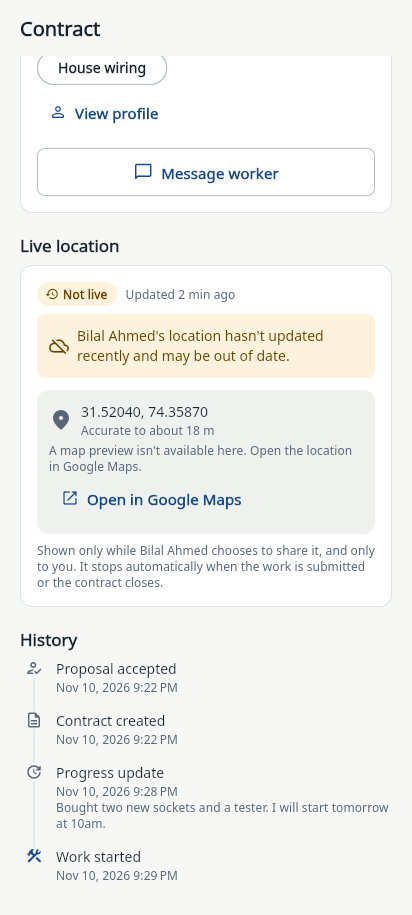 Contract
House wiring
View profile
Message worker
Live location
Not live
Updated 2 min ago
Bilal Ahmed's location hasn't updated
recently and may be out of date.
31.52040, 74.35870
Accurate to about 18 m
A map preview isn't available here. Open the location
in Google Maps.
Open in Google Maps
Shown only while Bilal Ahmed chooses to share it, and only
to you. It stops automatically when the work is submitted
or the contract closes.
History
Proposal accepted
Nov 10, 2026 9:22 PM
Contract created
Nov 10, 2026 9:22 PM
Progress update
Nov 10, 2026 9:28 PM
Bought two new sockets and a tester. I will start tomorrow
at 10am.
Work started
Nov 10, 2026 9:29 PM